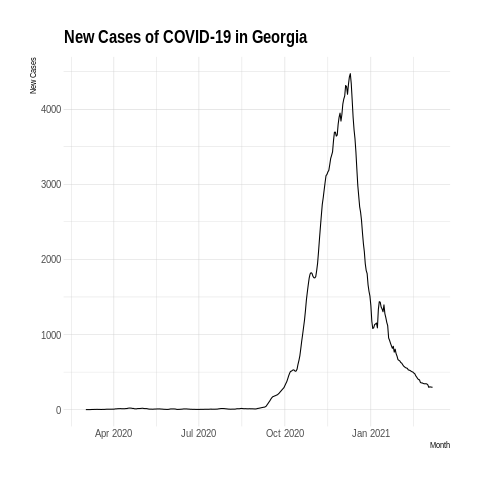 New Cases of COVID-19 in Georgia
New Cases
4000
3000
2000
1000
0
Apr 2020
Jul 2020
Oct 2020
Jan 2021
Month